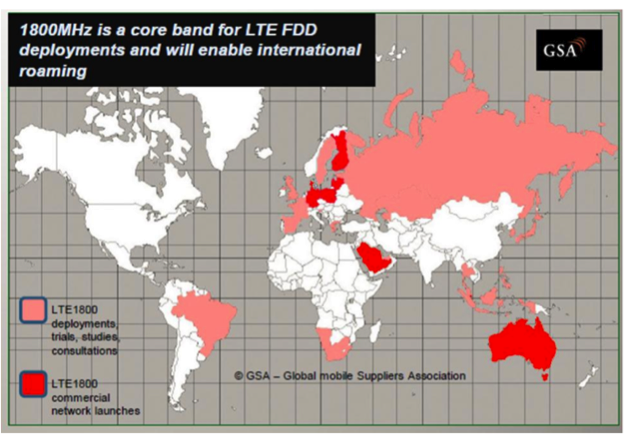 1800MHz is a core band for LTE FDD
deployments and will enable international
roaming
GSA
LTE1800
deployments,
trials, studies,
consultations
© GSA – Global mobile Suppliers Association
LTE1800
commercial
network launches